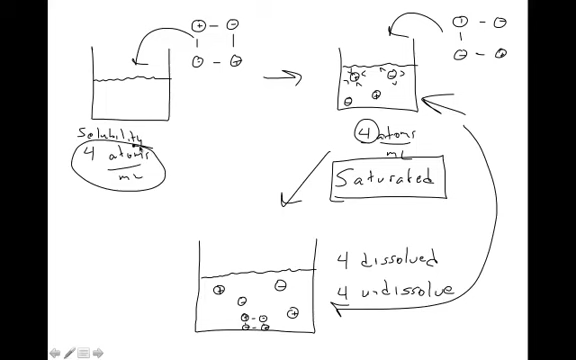 Solubility
4 atoms
mL
4 atoms
mL
Saturated
4 dissolved
4 undissolve